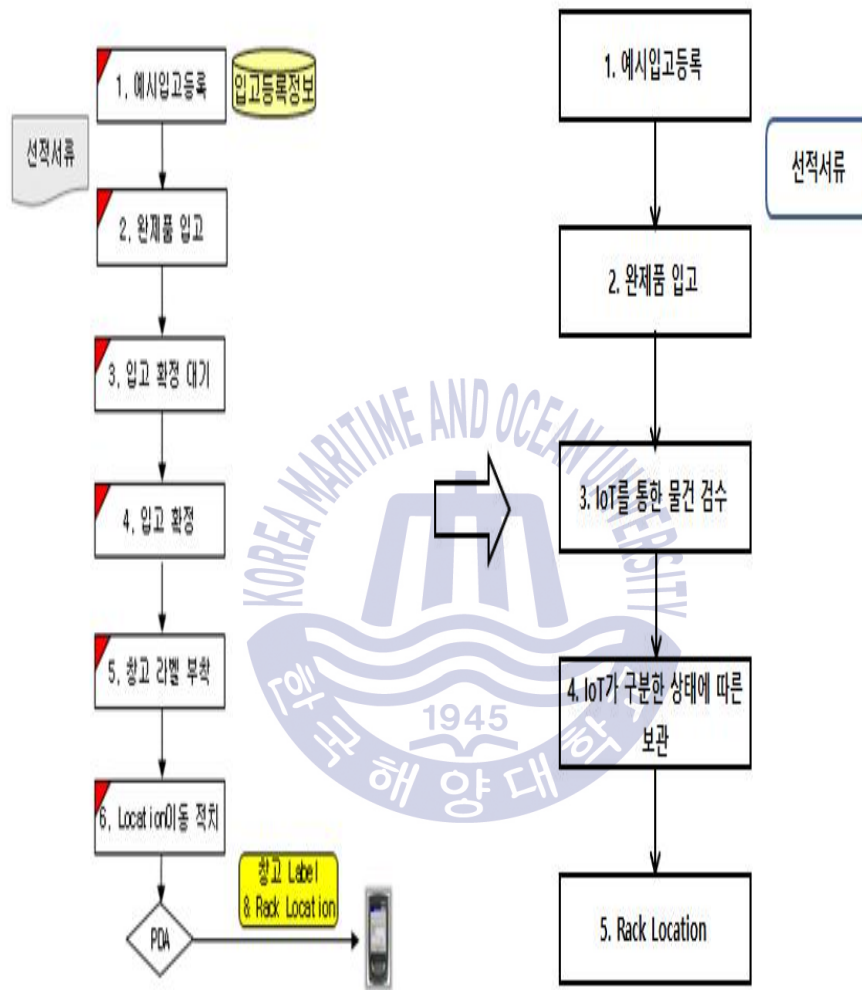 1. 예시입고등록
입고등록정보
선적서류
2. 완제품 입고
3. 입고 확정 대기
4. 입고 확정
5. 창고 라벨 부착
6. Location이동 적치
창고 Label
& Rack Location
PDA
1. 예시입고등록
선적서류
2. 완제품 입고
3. IoT를 통한 물건 검수
4. IoT가 구분한 상태에 따른
보관
5. Rack Location
KOREA MARITIME AND OCEAN UNIVERSITY
1945
한국해양대학교